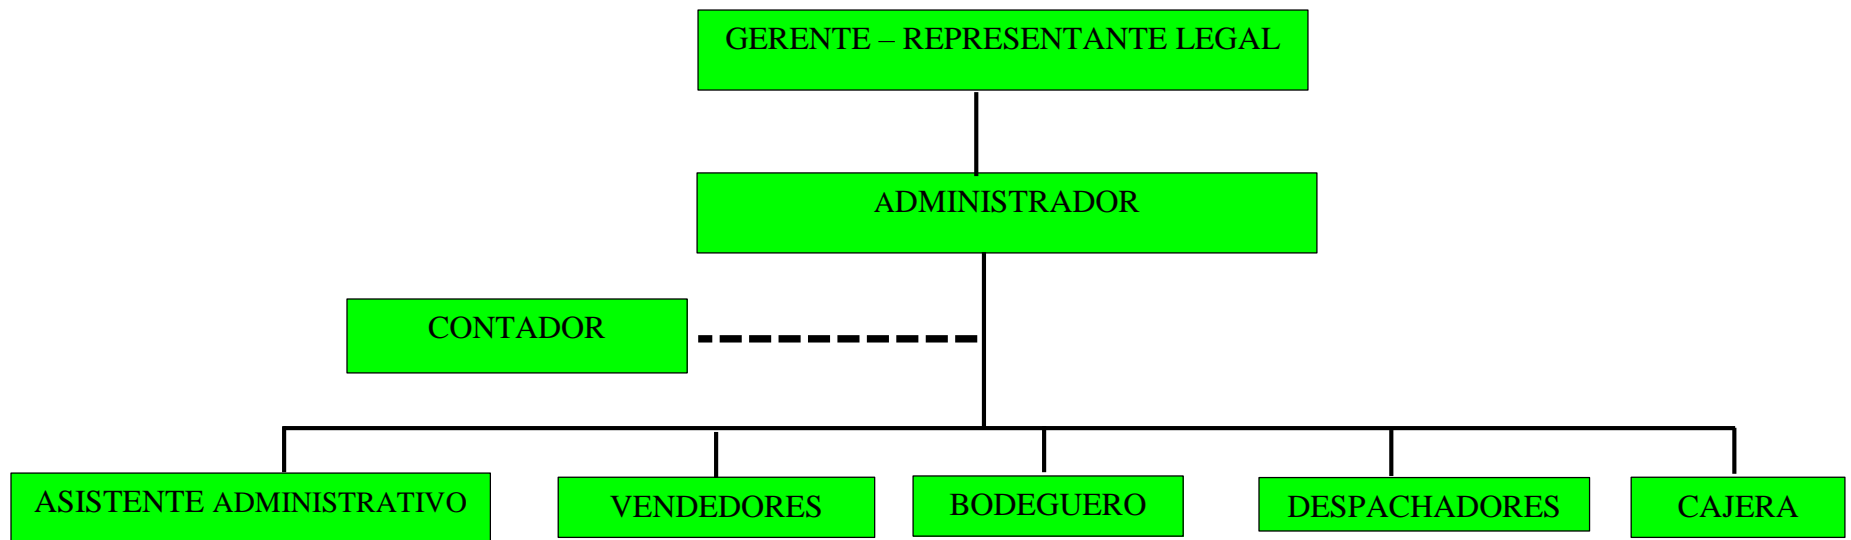 GERENTE – REPRESENTANTE LEGAL
ADMINISTRADOR
CONTADOR
ASISTENTE ADMINISTRATIVO
VENDEDORES
BODEGUERO
DESPACHADORES
CAJERA